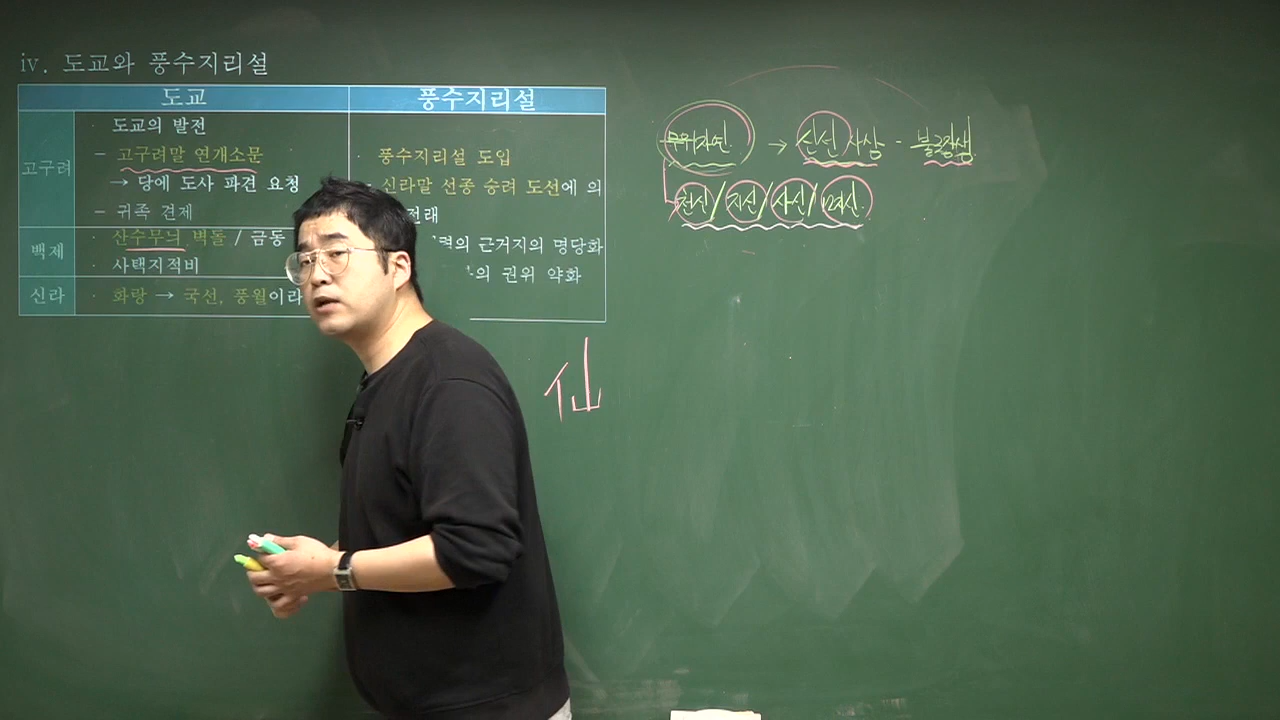 iv. 도교와 풍수지리설
도교
풍수지리설
고구려
· 도교의 발전
- 고구려말 연개소문
→ 당에 도사 파견 요청
- 귀족 견제
백제
· 산수무늬 벽돌 / 금동
· 사택지적비
신라
· 화랑 → 국선, 풍월이라
· 풍수지리설 도입
신라말 선종 승려 도선에 의
전래
력의 근거지의 명당화
의 권위 약화
무위자연 → 신선 사상 - 불로장생
천신/지신/사신/
仙